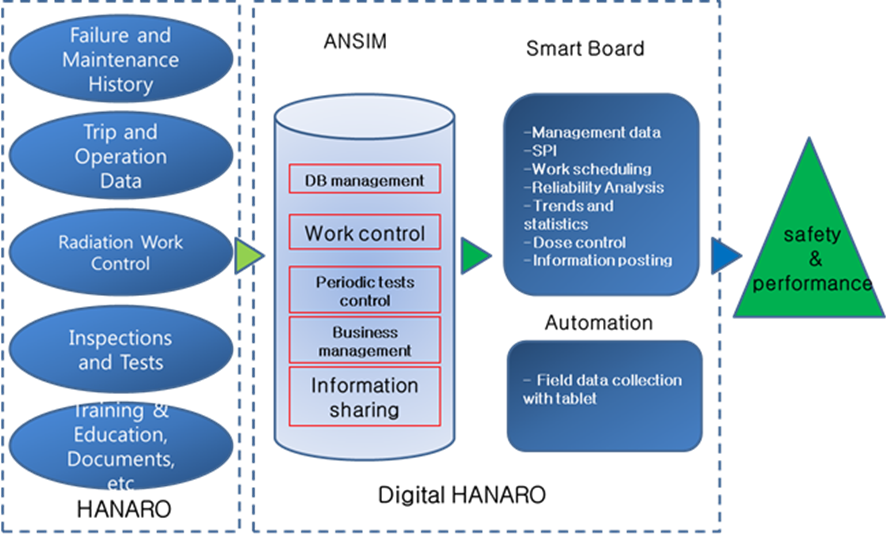 Failure and
Maintenance
History
Trip and
Operation
Data
Radiation Work
Control
Inspections
and Tests
Training &
Education,
Documents,
etc
HANARO
ANSIM
DB management
Work control
Periodic tests
control
Business
management
Information
sharing
Smart Board
-Management data
-SPI
-Work scheduling
-Reliability Analysis
-Trends and
statistics
-Dose control
-Information posting
Automation
- Field data collection
with tablet
Digital HANARO
safety
&
performance